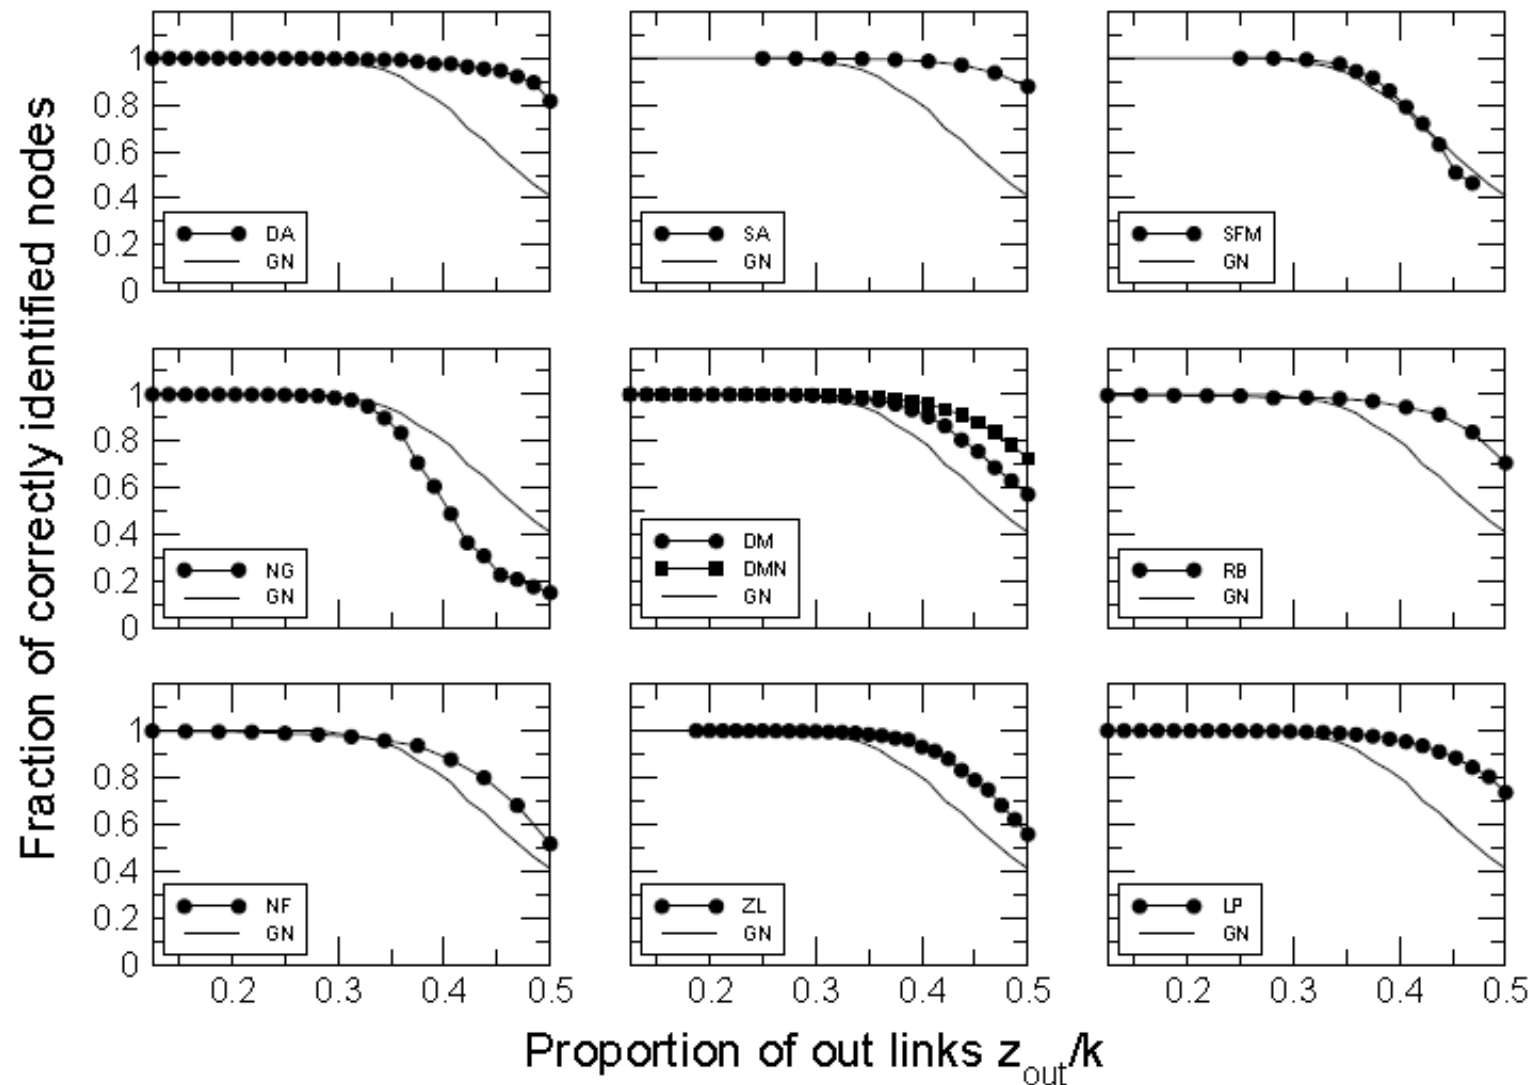 Fraction of correctly identified nodes
1
0.8
0.6
0.4
0.2
0
DA
GN
SA
GN
SFM
GN
1
0.8
0.6
0.4
0.2
0
NG
GN
DM
DMN
GN
RB
GN
1
0.8
0.6
0.4
0.2
0
NF
GN
ZL
GN
LP
GN
0.2 0.3 0.4 0.5
0.2 0.3 0.4 0.5
0.2 0.3 0.4 0.5
Proportion of out links z_out/k